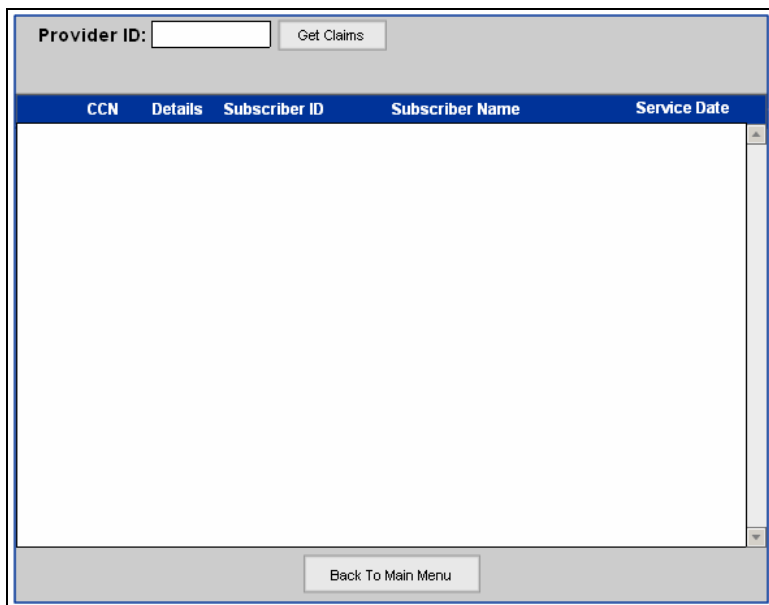 Provider ID: Get Claims
CCN Details Subscriber ID Subscriber Name Service Date
Back To Main Menu